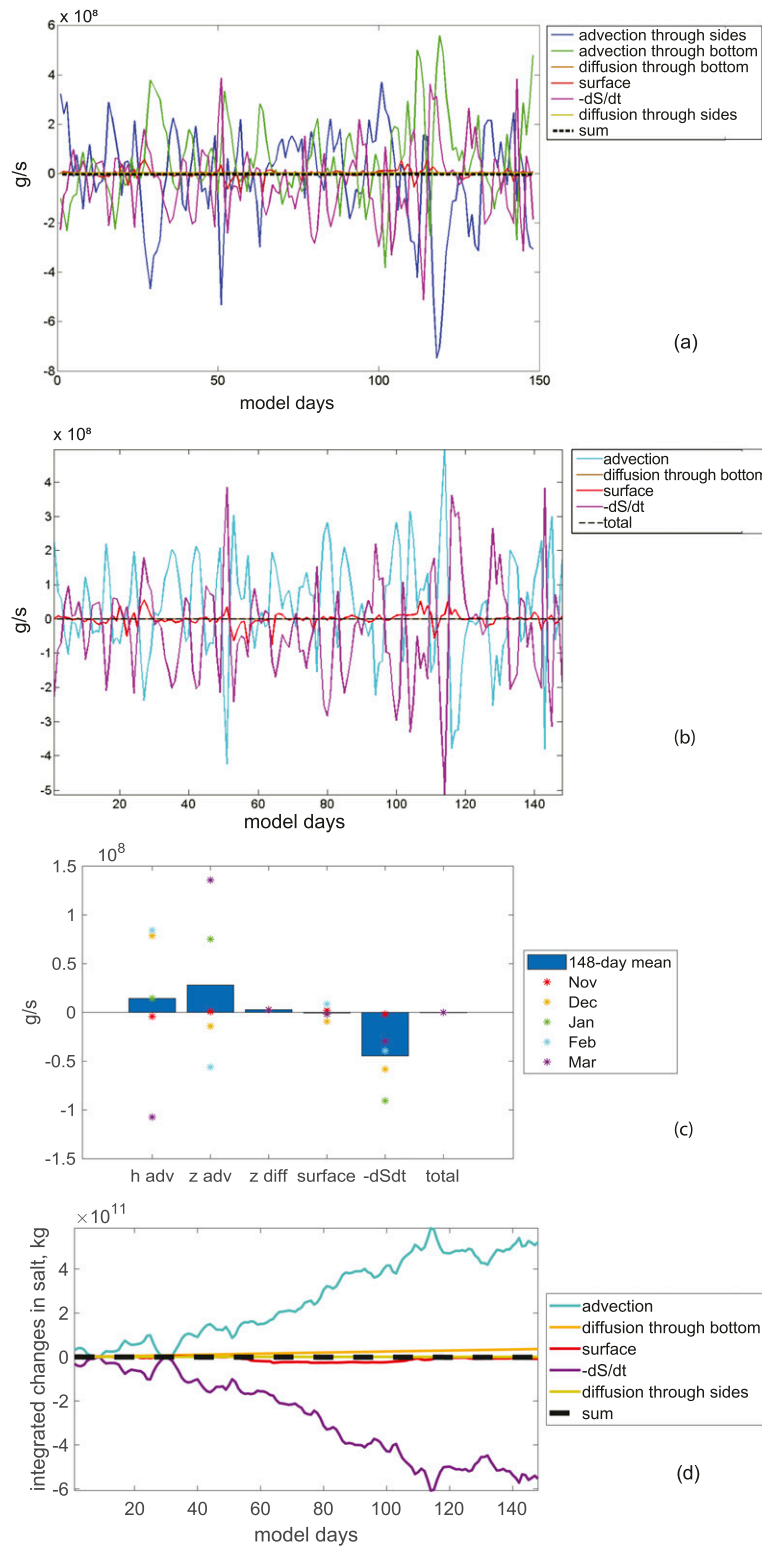 x 10⁸
6
4
2
0
-2
-4
-6
-8
0
50
100
150
g/s
model days
advection through sides
advection through bottom
diffusion through bottom
surface
-dS/dt
diffusion through sides
sum
(a)
x 10⁸
4
3
2
1
0
-1
-2
-3
-4
-5
20
40
60
80
100
120
140
g/s
model days
advection
diffusion through bottom
surface
-dS/dt
total
(b)
10⁸
1.5
1
0.5
0
-0.5
-1
-1.5
g/s
h adv
z adv
z diff
surface
-dSdt
total
148-day mean
Nov
Dec
Jan
Feb
Mar
(c)
×10¹¹
4
2
0
-2
-4
-6
20
40
60
80
100
120
140
integrated changes in salt, kg
model days
advection
diffusion through bottom
surface
-dS/dt
diffusion through sides
sum
(d)